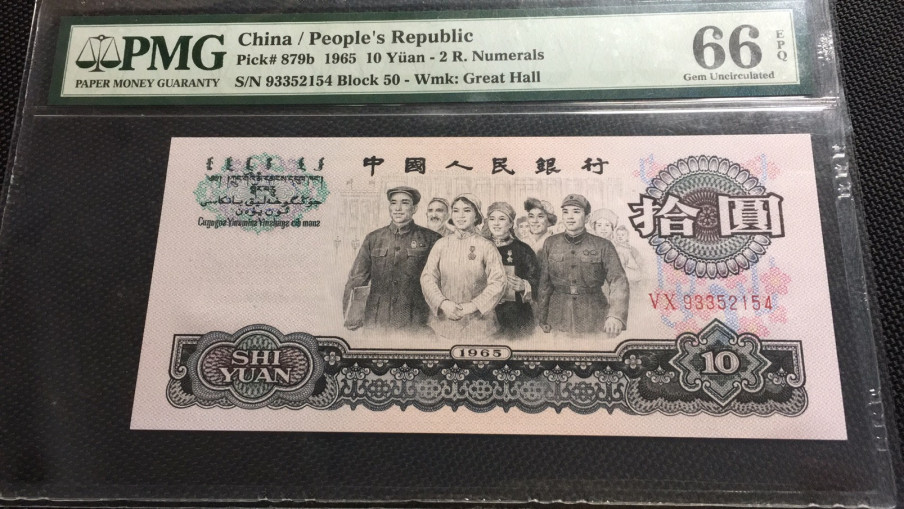 PMG
PAPER MONEY GUARANTY
China / People's Republic
Pick# 879b 1965 10 Yüan - 2 R. Numerals
S/N 93352154 Block 50 - Wmk: Great Hall
66 EPQ
Gem Uncirculated
中國人民銀行
拾圓
VX 93352154
1965
SHI
YUAN
10